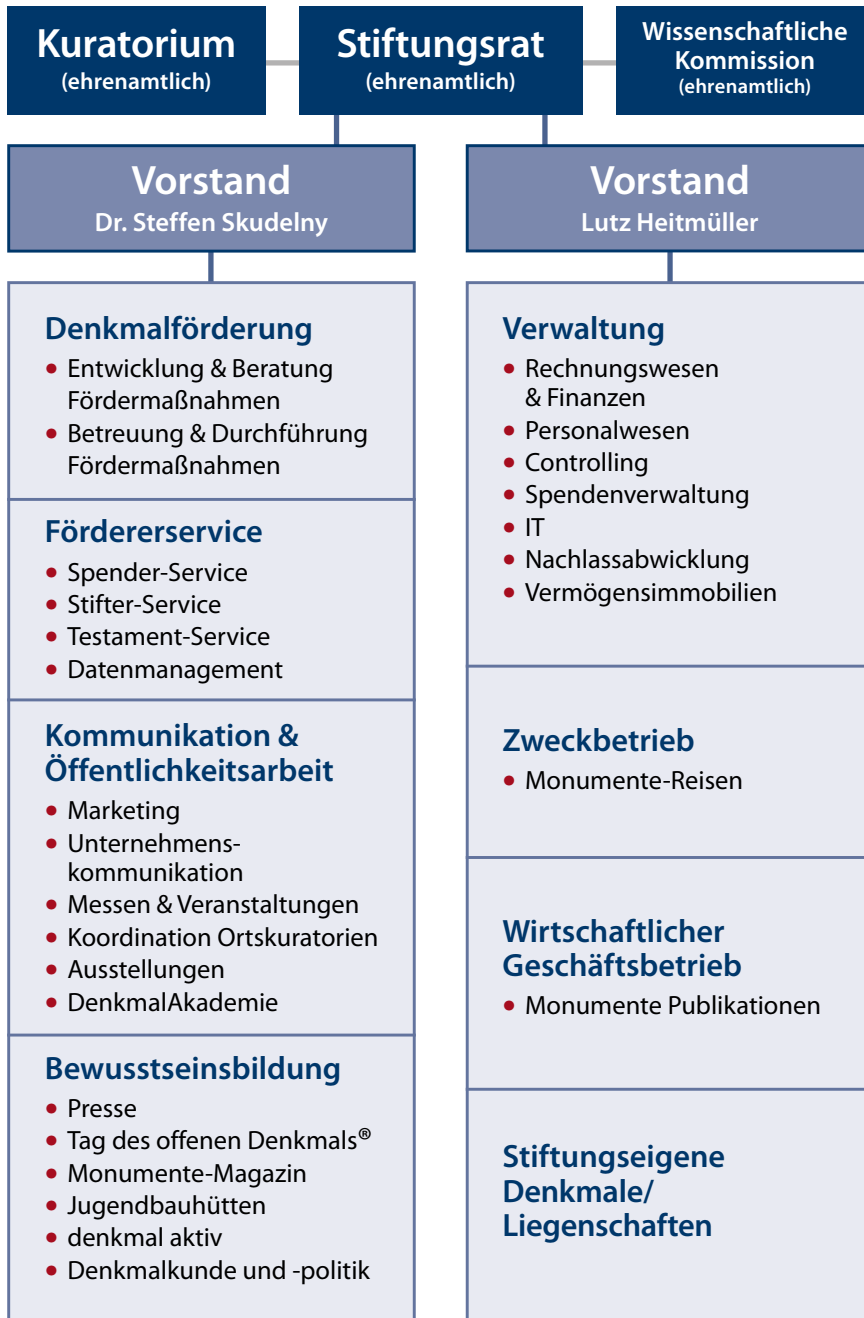 Kuratorium
(ehrenamtlich)
Stiftungsrat
(ehrenamtlich)
Wissenschaftliche
Kommission
(ehrenamtlich)
Vorstand
Dr. Steffen Skudelny
Denkmalförderung
• Entwicklung & Beratung
Fördermaßnahmen
• Betreuung & Durchführung
Fördermaßnahmen
Fördererservice
• Spender-Service
• Stifter-Service
• Testament-Service
• Datenmanagement
Kommunikation &
Öffentlichkeitsarbeit
• Marketing
• Unternehmens-
kommunikation
• Messen & Veranstaltungen
• Koordination Ortskuratorien
• Ausstellungen
• DenkmalAkademie
Bewusstseinsbildung
• Presse
• Tag des offenen Denkmals®
• Monumente-Magazin
• Jugendbauhütten
• denkmal aktiv
• Denkmalkunde und -politik
Vorstand
Lutz Heitmüller
Verwaltung
• Rechnungswesen
& Finanzen
• Personalwesen
• Controlling
• Spendenverwaltung
• IT
• Nachlassabwicklung
• Vermögensimmobilien
Zweckbetrieb
• Monumente-Reisen
Wirtschaftlicher
Geschäftsbetrieb
• Monumente Publikationen
Stiftungseigene
Denkmale/
Liegenschaften